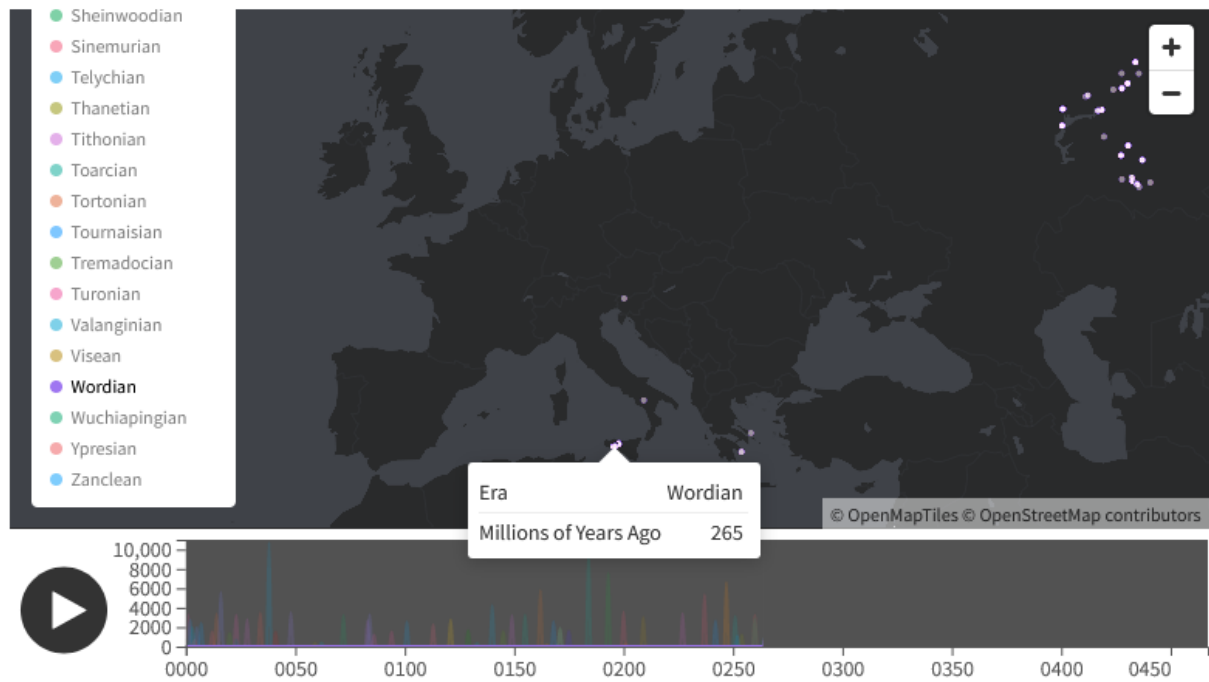 Sheinwoodian
Sinemurian
Telychian
Thanetian
Tithonian
Toarcian
Tortonian
Tournaisian
Tremadocian
Turonian
Valanginian
Visean
Wordian
Wuchiapingian
Ypresian
Zanclean
+
−
Era Wordian
Millions of Years Ago 265
© OpenMapTiles © OpenStreetMap contributors
10,000
8000
6000
4000
2000
0
0000 0050 0100 0150 0200 0250 0300 0350 0400 0450